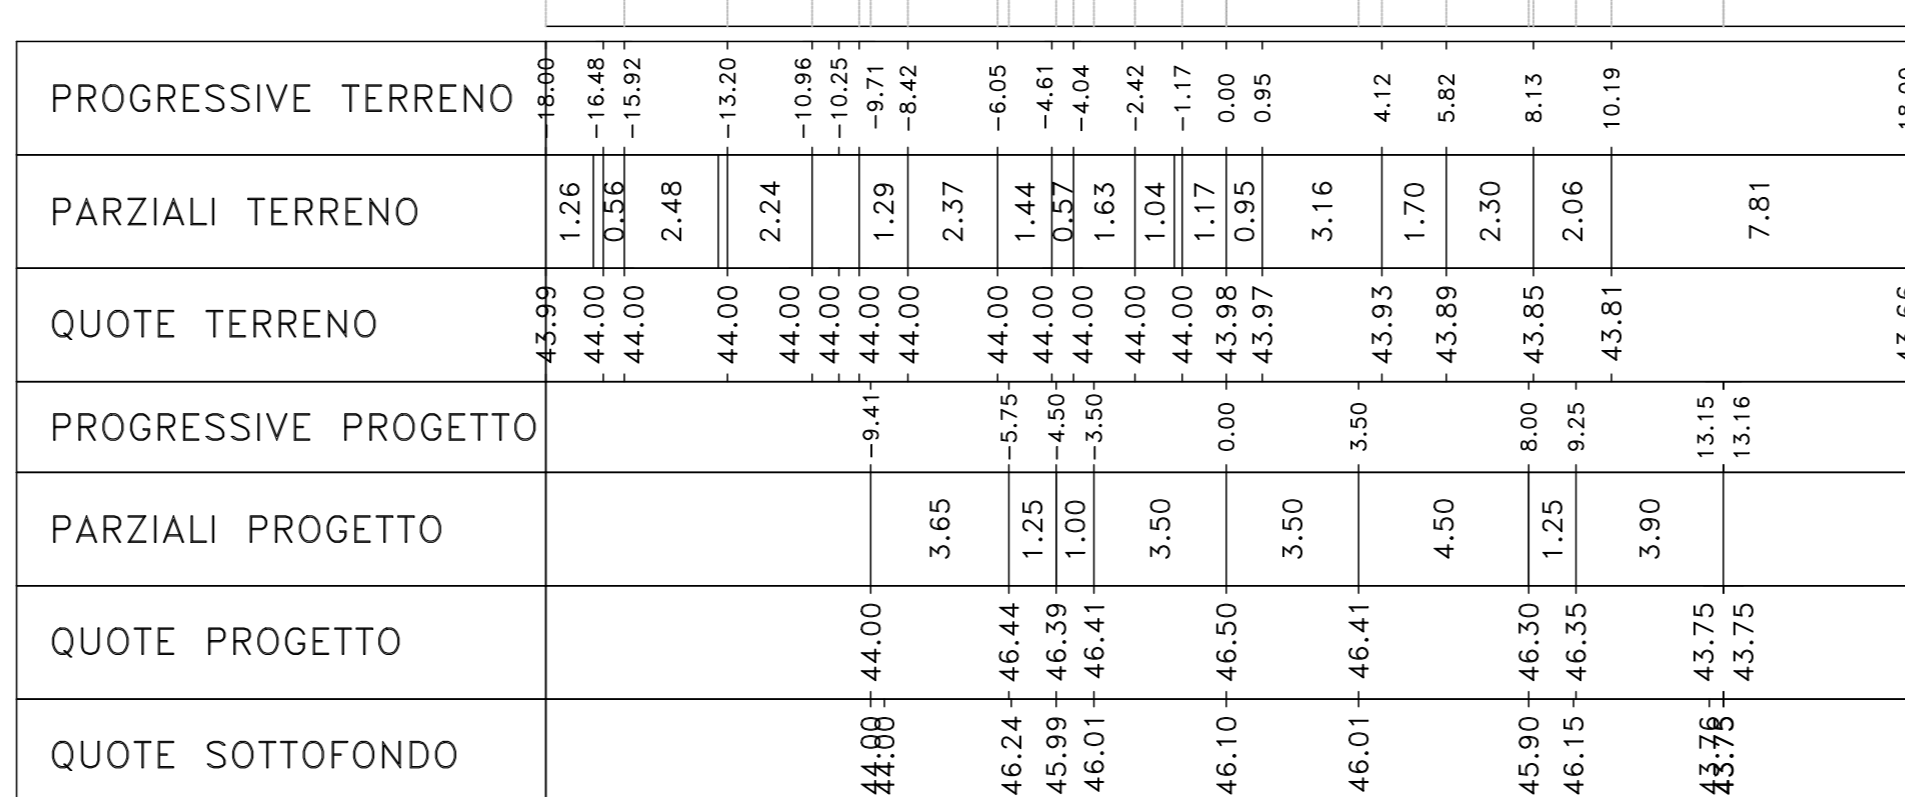 PROGRESSIVE TERRENO -18.00 -16.48 -15.92 -13.20 -10.96 -10.25 -9.71 -8.42 -6.05 -4.61 -4.04 -2.42 -1.17 0.00 0.95 4.12 5.82 8.13 10.19
PARZIALI TERRENO 1.26 0.56 2.48 2.24 1.29 2.37 1.44 0.57 1.63 1.04 1.17 0.95 3.16 1.70 2.30 2.06 7.81
QUOTE TERRENO 43.99 44.00 44.00 44.00 44.00 44.00 44.00 44.00 44.00 44.00 44.00 44.00 44.00 43.98 43.97 43.93 43.89 43.85 43.81
PROGRESSIVE PROGETTO -9.41 -5.75 -4.50 -3.50 0.00 3.50 8.00 9.25 13.15 13.16
PARZIALI PROGETTO 3.65 1.25 1.00 3.50 3.50 4.50 1.25 3.90
QUOTE PROGETTO 44.00 46.44 46.39 46.41 46.50 46.41 46.30 46.35 43.75 43.75
QUOTE SOTTOFONDO 44.00 44.00 46.24 45.99 46.01 46.10 46.01 45.90 46.15 43.76 43.75